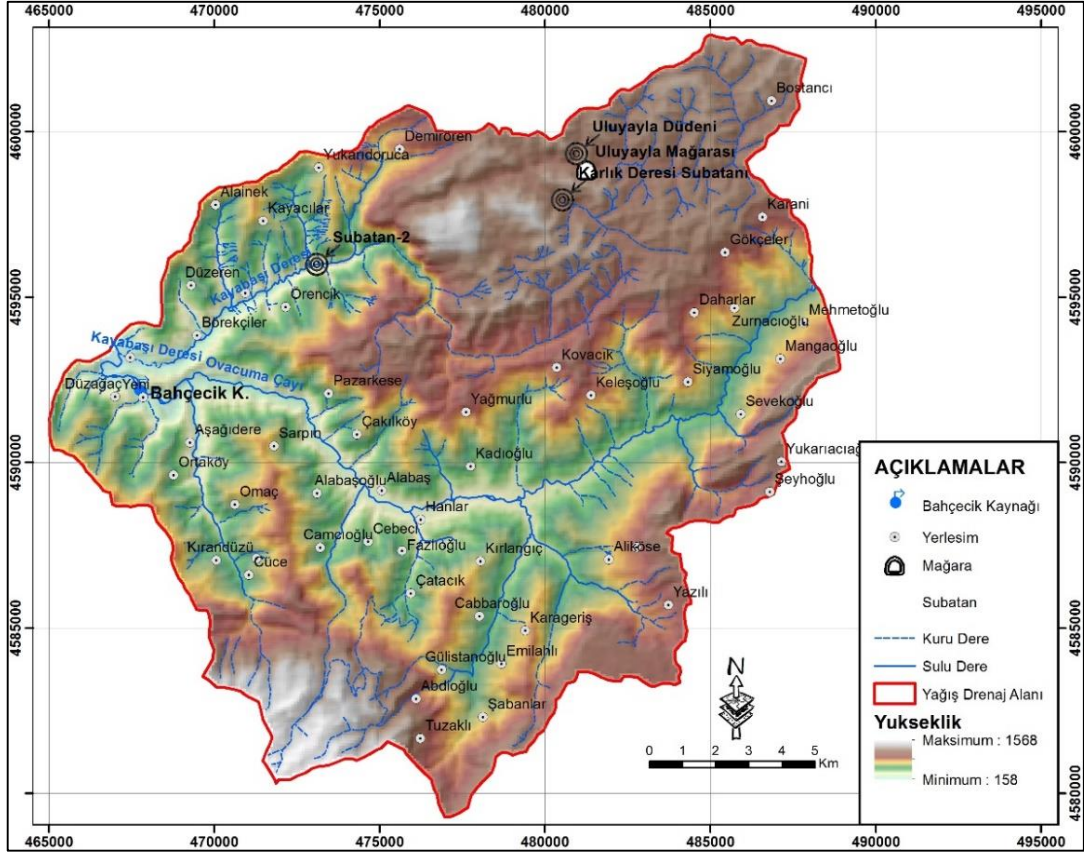 465000 470000 475000 480000 485000 490000 495000
4600000
4595000
4590000
4585000
4580000
4600000
4595000
4590000
4585000
4580000
Bostancı
Uluyayla Düdeni
Demirören
Uluyayla Mağarası
Yukarıdoruca
Karlık Deresi Subatanı
Alainek
Kayacılar
Karani
Subatan-2
Gökçeler
Düzeren
Kayabaşı Deresi
Örencik
Daharlar
Mehmetoğlu
Zurnacıoğlu
Börekçiler
Kayabaşı Deresi Ovacuma Çayı
Mangaoğlu
Kovacık
Siyamoğlu
Pazarkese
Keleşoğlu
DüzağaçYeni
Bahçecik K.
Yağmurlu
Sevekoğlu
Çakılköy
Aşağıdere
Sarpın
Kadıoğlu
Yukarıacıağ
Ortaköy
Alabaşoğlu
Alabaş
Şeyhoğlu
Omaç
Hanlar
Kırandüzü
Cüce
Camcıoğlu
Cebeci
Fazlıoğlu
Kırlangıç
Aliköse
Çatacık
Cabbaroğlu
Yazılı
Karageriş
Gülistanoğlu
Emilahlı
Abdioğlu
Şabanlar
Tuzaklı
N
0 1 2 3 4 5
Km
AÇIKLAMALAR
Bahçecik Kaynağı
Yerlesim
Mağara
Subatan
Kuru Dere
Sulu Dere
Yağış Drenaj Alanı
Yukseklik
Maksimum : 1568
Minimum : 158
465000 470000 475000 480000 485000 490000 495000